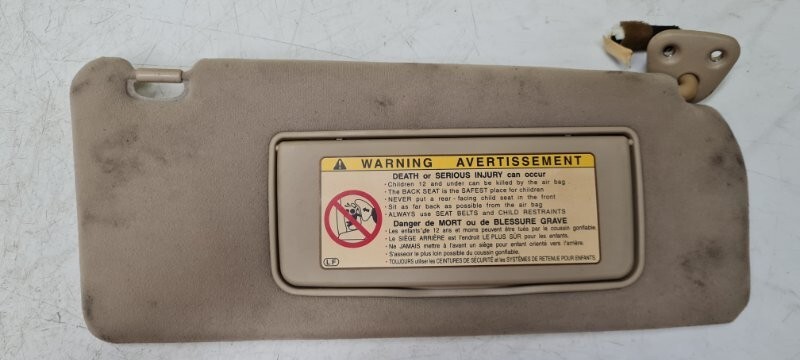 WARNING AVERTISSEMENT
DEATH or SERIOUS INJURY can occur
· Children 12 and under can be killed by the air bag
· The BACK SEAT is the SAFEST place for children
· NEVER put a rear-facing child seat in the front
· Sit as far back as possible from the air bag
· ALWAYS use SEAT BELTS and CHILD RESTRAINTS
Danger de MORT ou de BLESSURE GRAVE
· Les enfants de 12 ans et moins peuvent être tués par le coussin gonflable.
· Le SIÈGE ARRIÈRE est l'endroit LE PLUS SÛR pour les enfants.
· Ne JAMAIS mettre à l'avant un siège pour enfant orienté vers l'arrière.
· S'asseoir le plus loin possible du coussin gonflable.
· TOUJOURS utiliser les CEINTURES DE SÉCURITÉ et les SYSTÈMES DE RETENUE POUR ENFANTS
LF